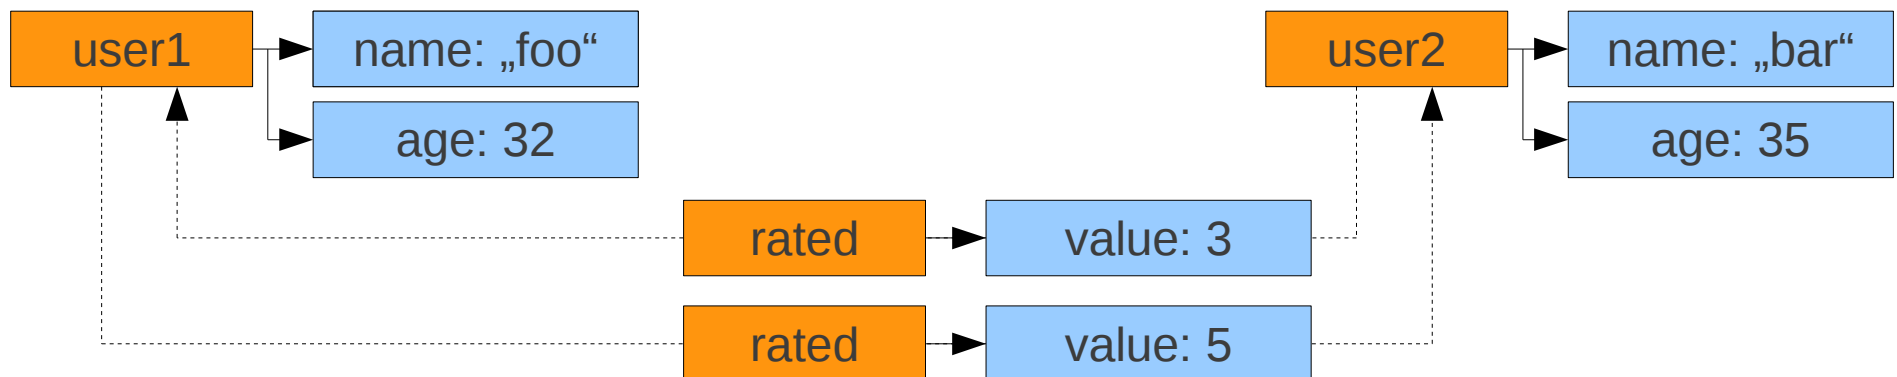 user1
name: „foo“
age: 32
user2
name: „bar“
age: 35
rated
value: 3
rated
value: 5